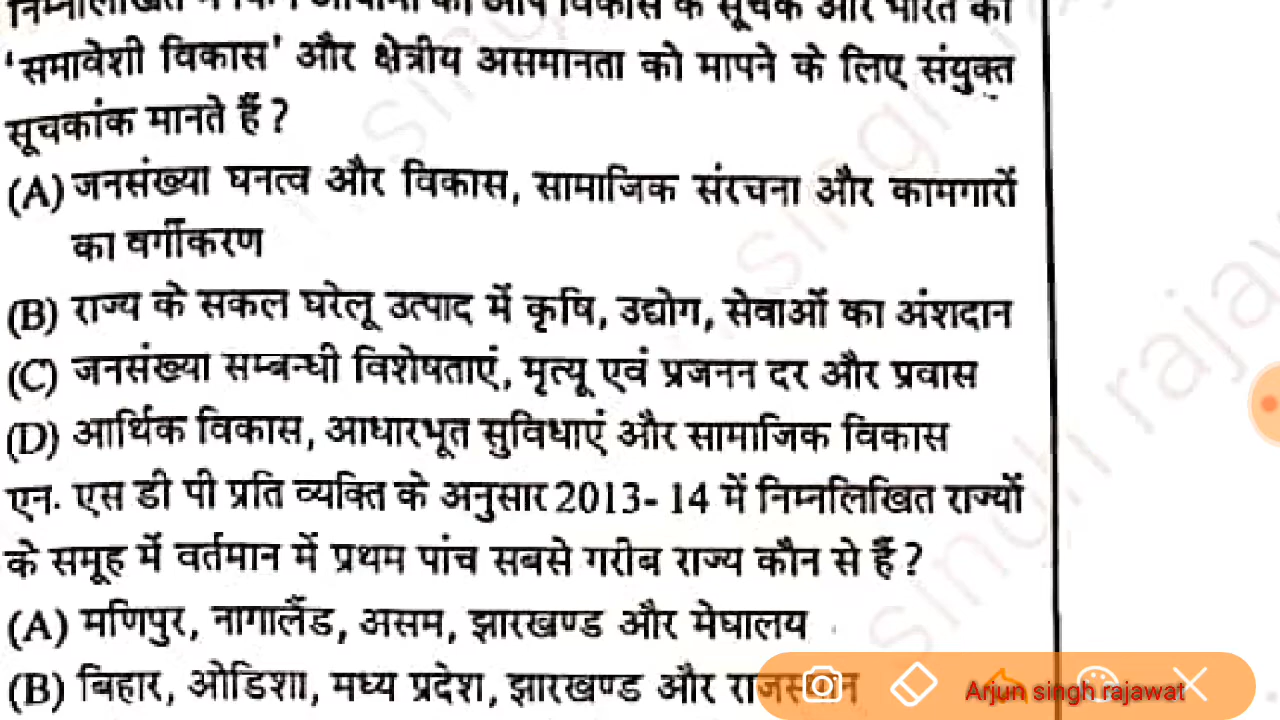 'समावेशी विकास' और क्षेत्रीय असमानता को मापने के लिए संयुक्त
सूचकांक मानते हैं ?
(A) जनसंख्या घनत्व और विकास, सामाजिक संरचना और कामगारों
का वर्गीकरण
(B) राज्य के सकल घरेलू उत्पाद में कृषि, उद्योग, सेवाओं का अंशदान
(C) जनसंख्या सम्बन्धी विशेषताएं, मृत्यू एवं प्रजनन दर और प्रवास
(D) आर्थिक विकास, आधारभूत सुविधाएं और सामाजिक विकास
एन. एस डी पी प्रति व्यक्ति के अनुसार 2013- 14 में निम्नलिखित राज्यों
के समूह में वर्तमान में प्रथम पांच सबसे गरीब राज्य कौन से हैं ?
(A) मणिपुर, नागालैंड, असम, झारखण्ड और मेघालय
(B) बिहार, ओडिशा, मध्य प्रदेश, झारखण्ड और
Arjun singh rajawat